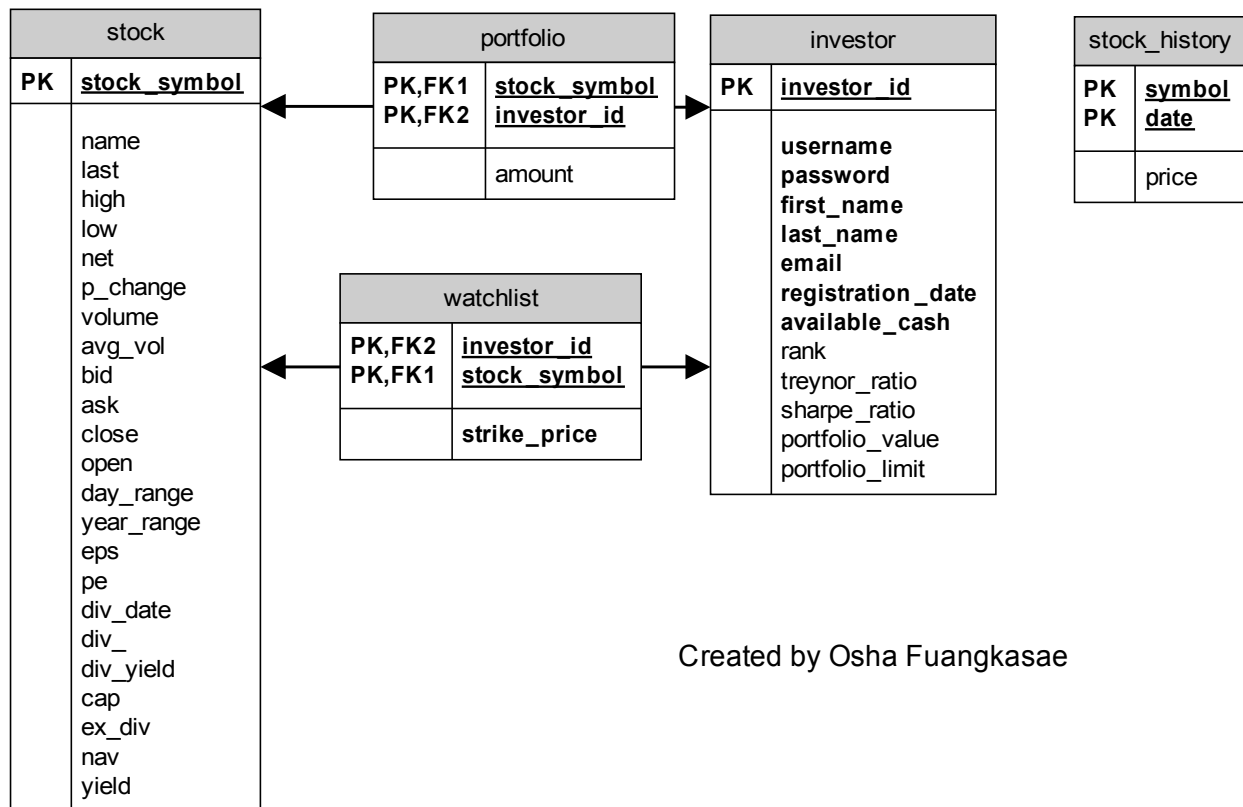 stock
PK stock_symbol
name
last
high
low
net
p_change
volume
avg_vol
bid
ask
close
open
day_range
year_range
eps
pe
div_date
div_
div_yield
cap
ex_div
nav
yield
portfolio
PK,FK1 stock_symbol
PK,FK2 investor_id
amount
watchlist
PK,FK2 investor_id
PK,FK1 stock_symbol
strike_price
investor
PK investor_id
username
password
first_name
last_name
email
registration_date
available_cash
rank
treynor_ratio
sharpe_ratio
portfolio_value
portfolio_limit
stock_history
PK symbol
PK date
price
Created by Osha Fuangkasae